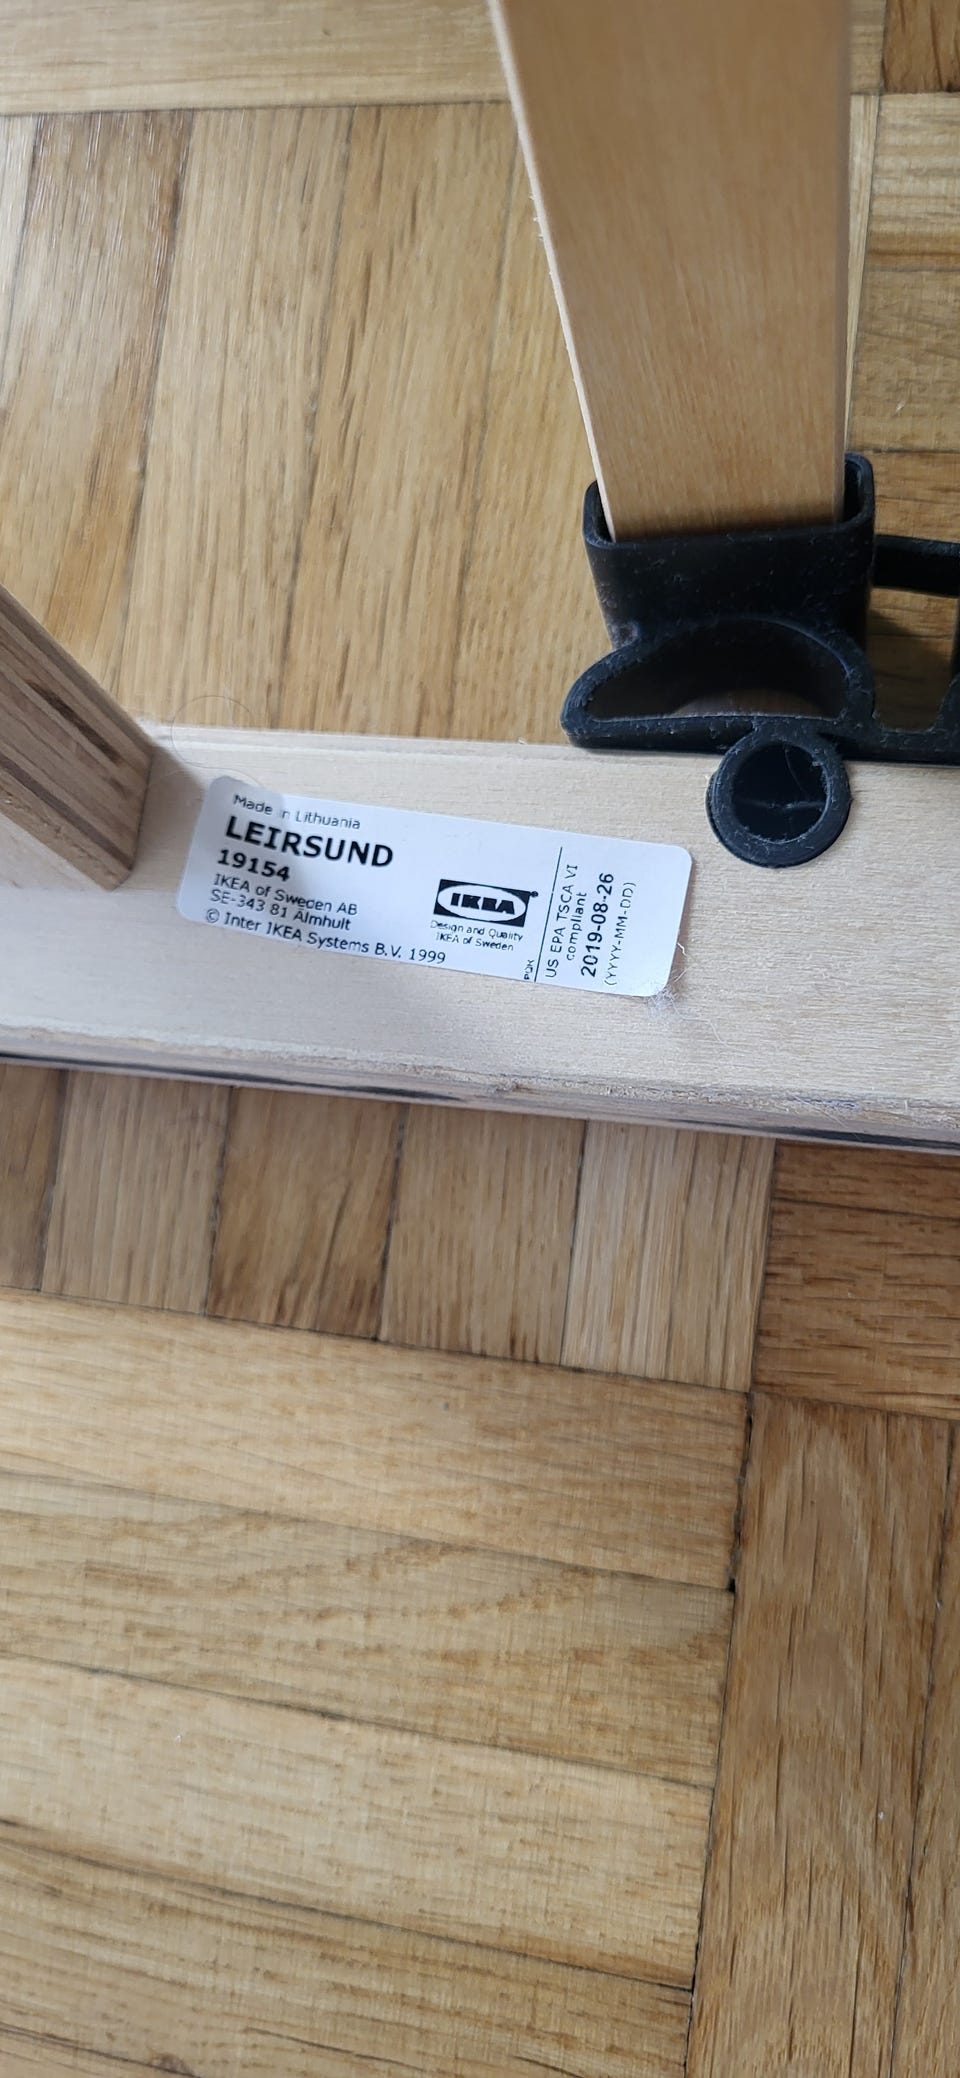 Made in Lithuania
LEIRSUND
19154
IKEA of Sweden AB
SE-343 81 Älmhult
© Inter IKEA Systems B.V. 1999
IKEA®
Design and Quality
IKEA of Sweden
PQK
US EPA TSCA VI
compliant
2019-08-26
(YYYY-MM-DD)